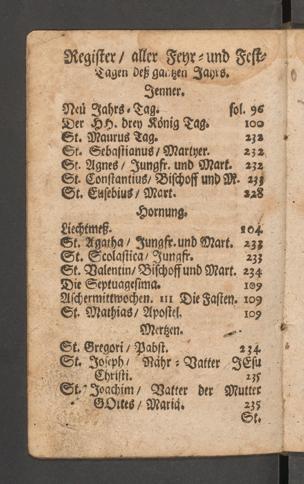 Register / aller Feyr- und Fest-
Tagen deß gantzen Jahrs.
Jenner.
Neü Jahrs-Tag. fol. 96
Der HH. drey König Tag. 100
St. Maurus Tag. 232
St. Sebastianus / Martyer. 232
St. Agnes / Jungfr. und Mart. 232
St. Constantius / Bischoff und M. 233
St. Eusebius / Mart. 228
Hornung.
Liechtmeß. 104
St. Agatha / Jungfr. und Mart. 233
St. Scolastica / Jungfr. 233
St. Valentin / Bischoff und Mart. 234
Die Septuagesima. 109
Aschermittwochen. 111 Die Fasten. 109
St. Mathias / Apostel. 109
Mertzen.
St. Gregori / Pabst. 234
St. Joseph / Nähr-Vatter JEsu
Christi. 235
St. Joachim / Vatter der Mutter
GOttes / Mariä. 235
St.